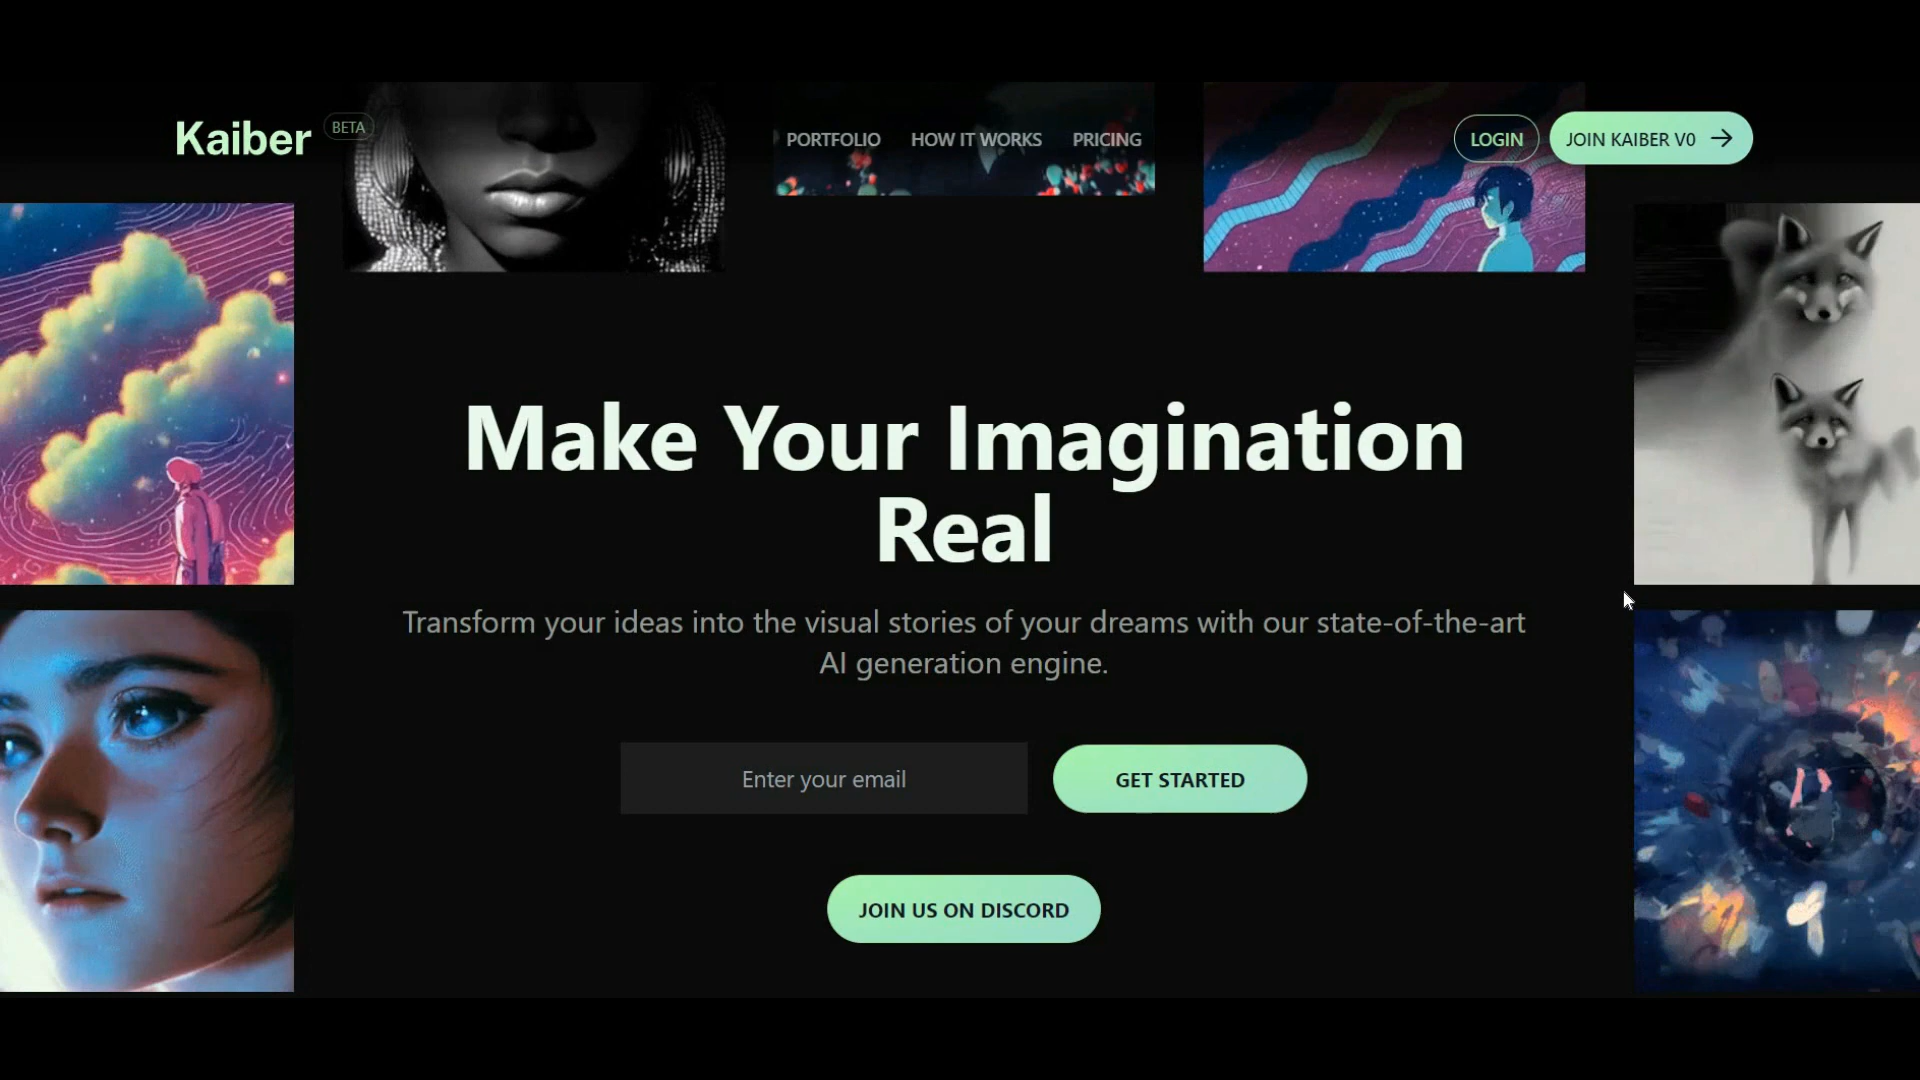 Kaiber BETA
PORTFOLIO HOW IT WORKS PRICING
LOGIN JOIN KAIBER V0
Make Your Imagination
Real
Transform your ideas into the visual stories of your dreams with our state-of-the-art
AI generation engine.
Enter your email GET STARTED
JOIN US ON DISCORD